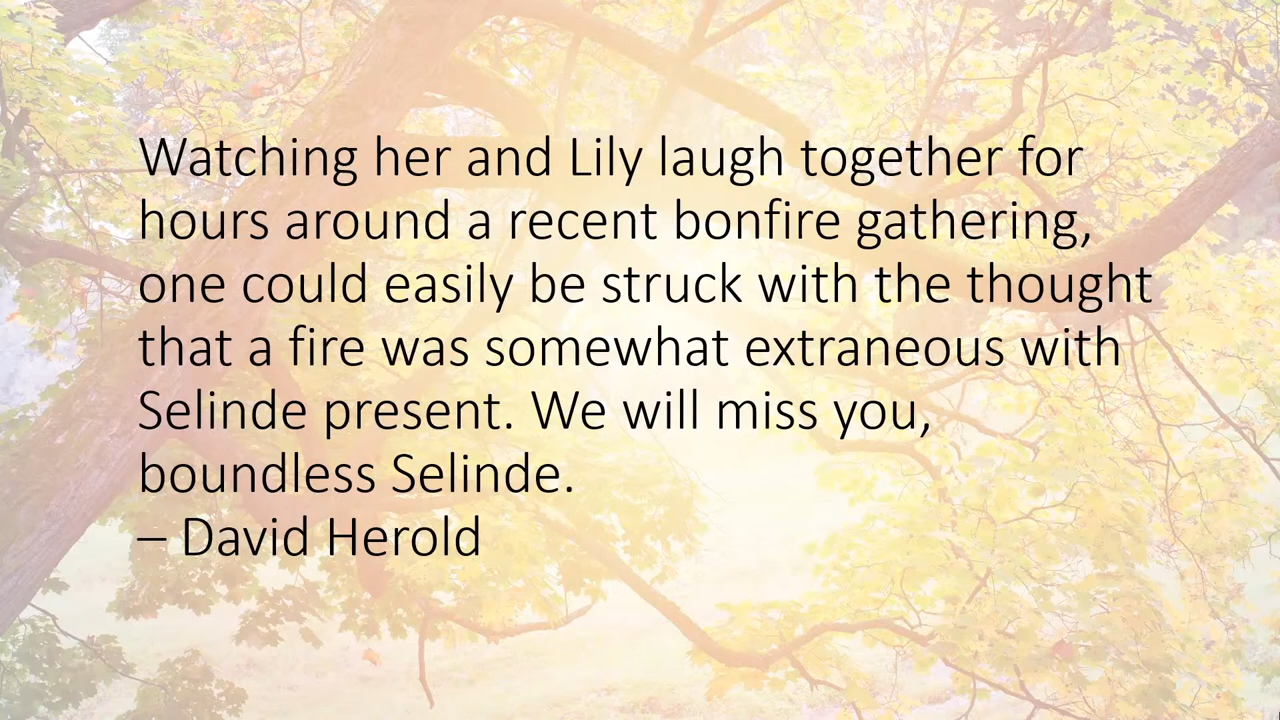 Watching her and Lily laugh together for
hours around a recent bonfire gathering,
one could easily be struck with the thought
that a fire was somewhat extraneous with
Selinde present. We will miss you,
boundless Selinde.
– David Herold